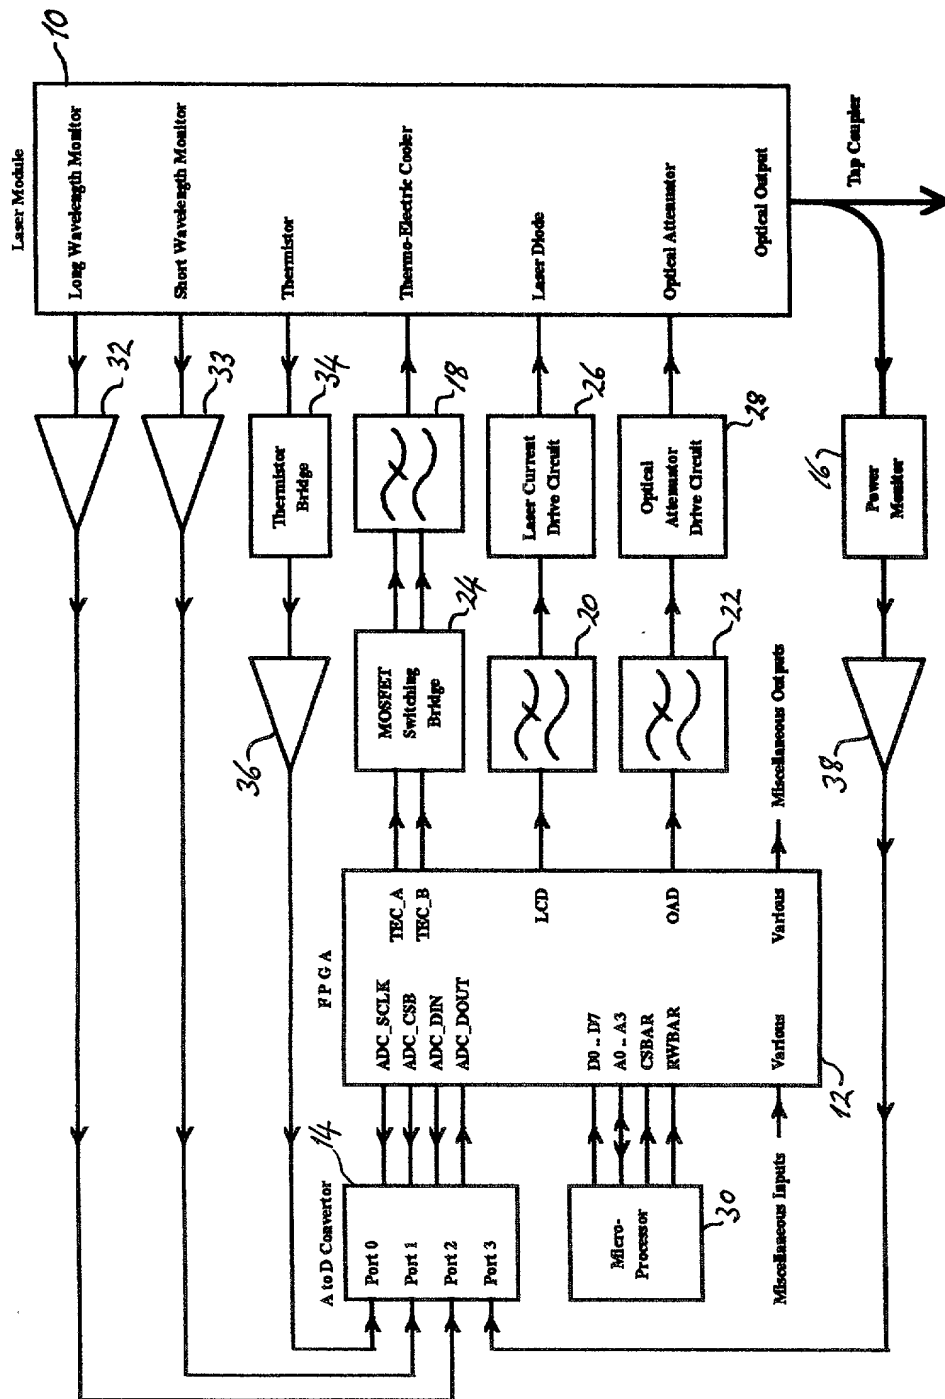 Laser Module
10
Long Wavelength Monitor
Short Wavelength Monitor
Thermistor
Thermo-Electric Cooler
Laser Diode
Optical Attenuator
Optical Output
Tap Coupler
32
33
34
Thermistor
Bridge
18
26
Laser Current
Drive Circuit
28
Optical
Attenuator
Drive Circuit
16
Power
Monitor
36
24
MOSFET
Switching
Bridge
20
22
38
Miscellaneous Outputs
FPGA
ADC_SCLK
ADC_CSB
ADC_DIN
ADC_DOUT
TEC_A
TEC_B
LCD
OAD
Various
D0 .. D7
A0 .. A3
CSBAR
RWBAR
Various
12
A to D Convertor
14
Port 0
Port 1
Port 2
Port 3
Micro-
Processor
30
Miscellaneous Inputs